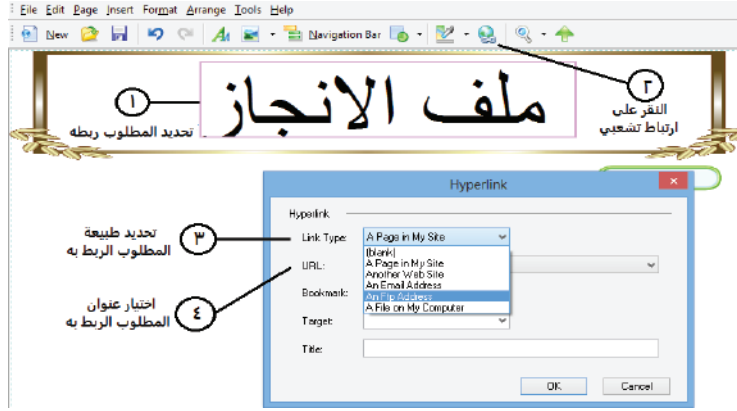 File Edit Page Insert Format Arrange Tools Help
New Navigation Bar
ملف الانجاز
١
تحديد المطلوب ربطه
٢
النقر على
ارتباط تشعبي
Hyperlink
Hyperlink
٣
تحديد طبيعة
المطلوب الربط به
Link Type: A Page in My Site
(blank)
A Page in My Site
Another Web Site
An Email Address
An Ftp Address
A File on My Computer
URL:
Bookmark:
٤
اختيار عنوان
المطلوب الربط به
Target:
Title:
OK Cancel